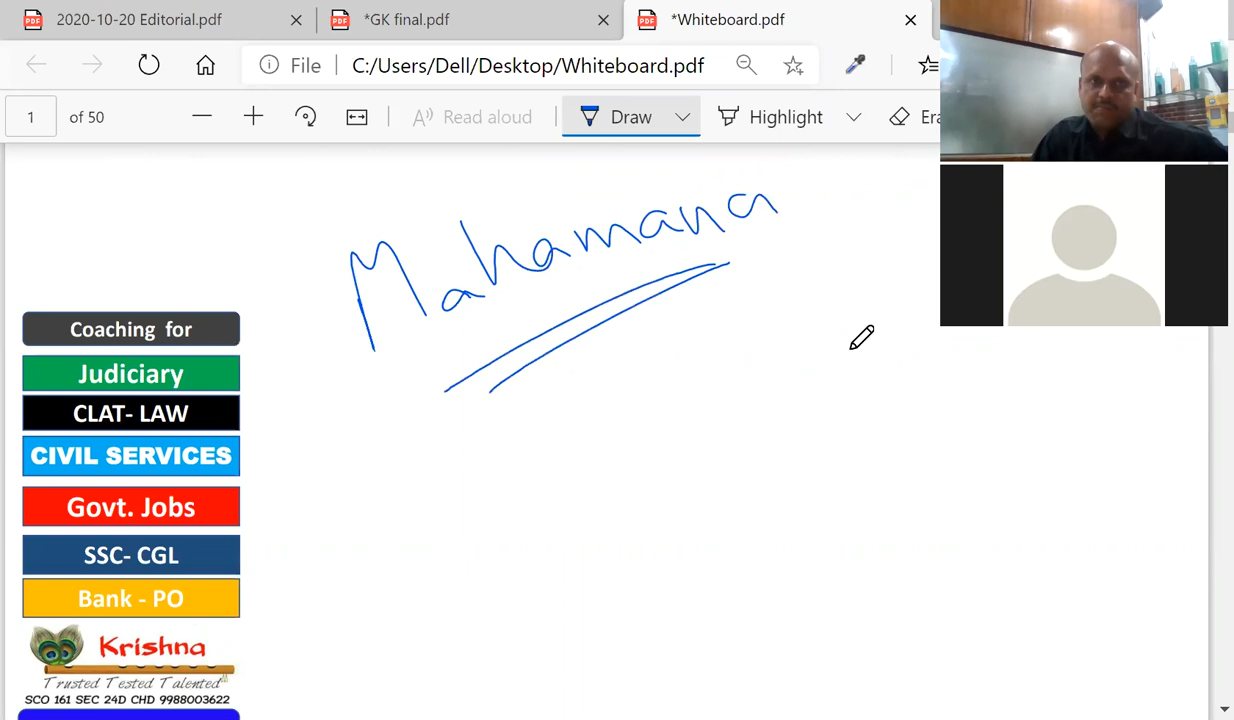 2020-10-20 Editorial.pdf
*GK final.pdf
*Whiteboard.pdf
File
C:/Users/Dell/Desktop/Whiteboard.pdf
1 of 50
Read aloud
Draw
Highlight
Mahamana
Coaching for
Judiciary
CLAT- LAW
CIVIL SERVICES
Govt. Jobs
SSC- CGL
Bank - PO
Krishna
Trusted Tested Talented
SCO 161 SEC 24D CHD 9988003622